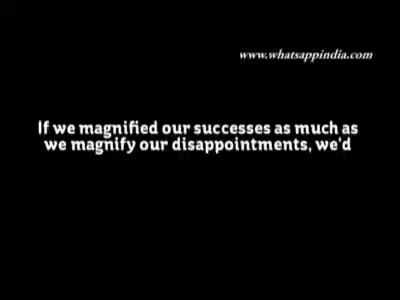 www.whatsappindia.com
If we magnified our successes as much as
we magnify our disappointments, we'd